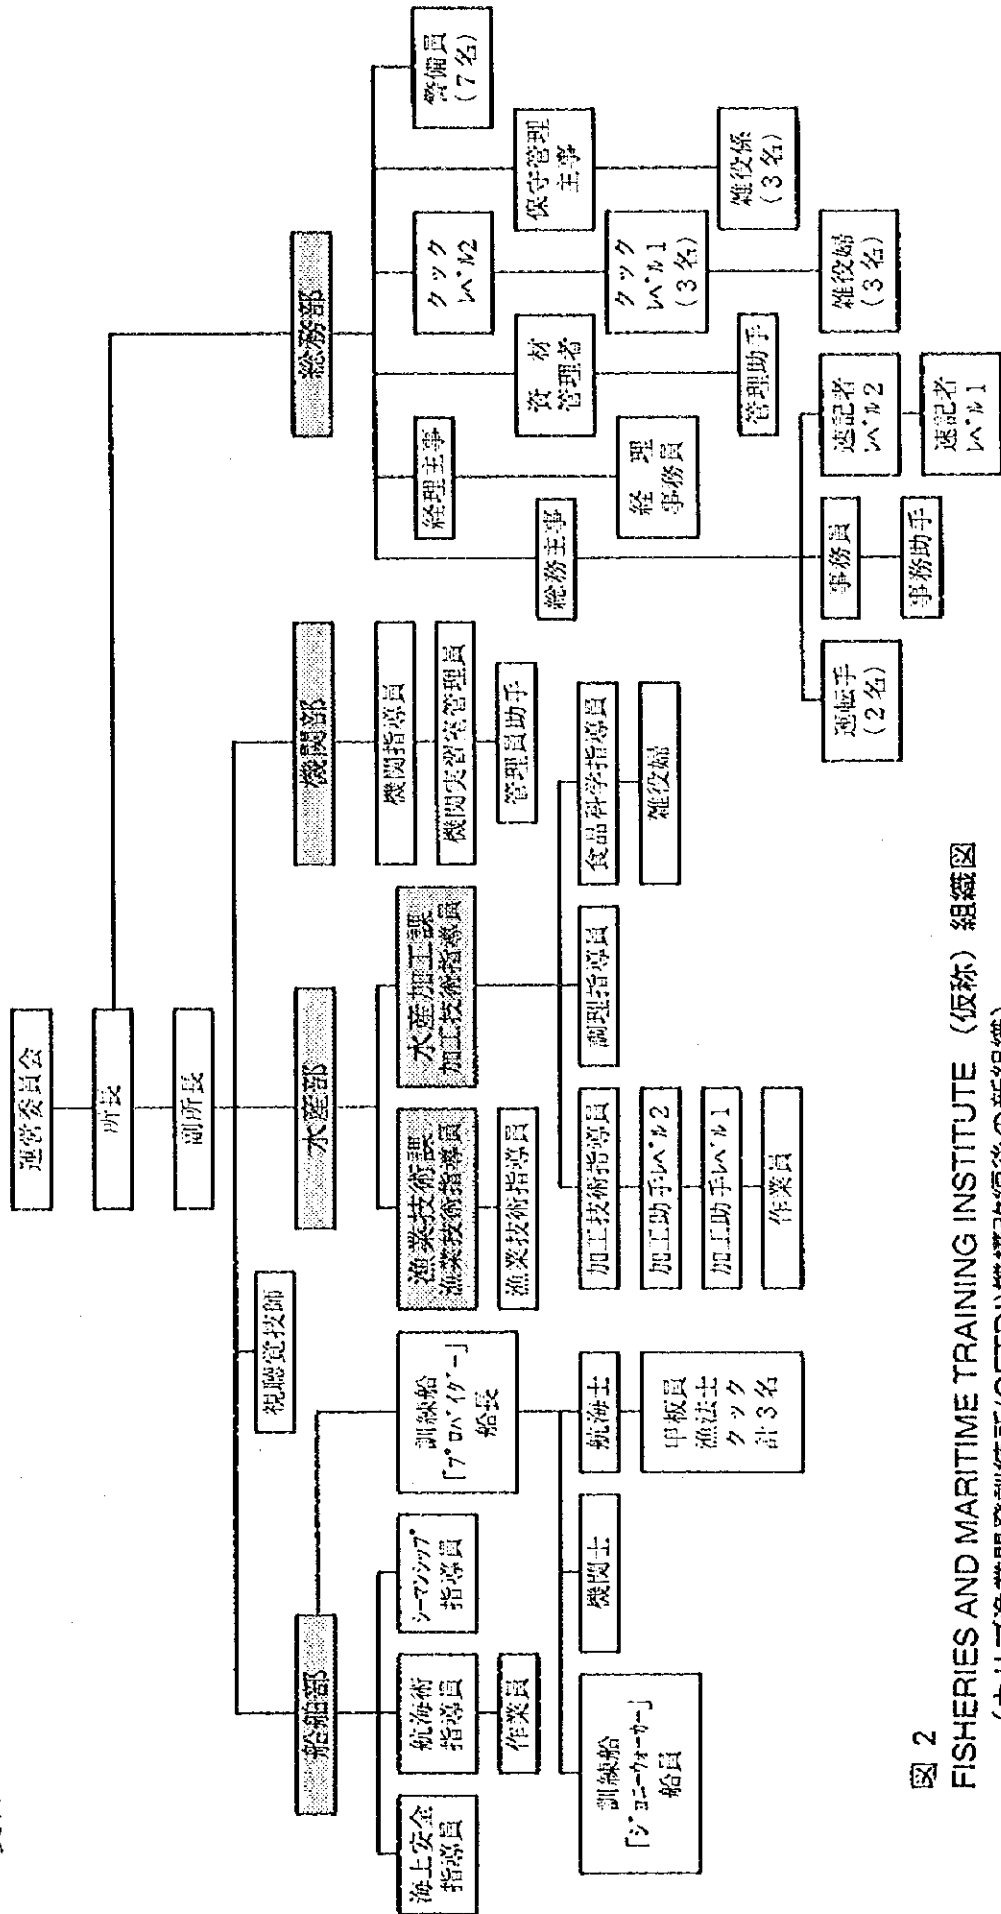 運営委員会
所長
副所長
視聴覚技師
船舶部
海上安全
指導員
航海術
指導員
作業員
シーマンシップ
指導員
訓練船
「プロバイダー」
船長
訓練船
「ジョニーウォーカー」
船員
機関士
航海士
甲板員
漁法士
クック
計3名
水産部
漁業技術課
漁業技術指導員
漁業技術指導員
水産加工課
加工技術指導員
加工技術指導員
加工助手レベル2
加工助手レベル1
作業員
調理指導員
食品科学指導員
雑役婦
機関部
機関指導員
機関実習室管理員
管理員助手
総務部
総務主事
運転手
(2名)
事務員
事務助手
速記者
レベル2
速記者
レベル1
経理主事
経理
事務員
資材
管理者
管理助手
クック
レベル2
クック
レベル1
(3名)
雑役婦
(3名)
保守管理
主事
雑役係
(3名)
警備員
(7名)
図 2
FISHERIES AND MARITIME TRAINING INSTITUTE (仮称) 組織図